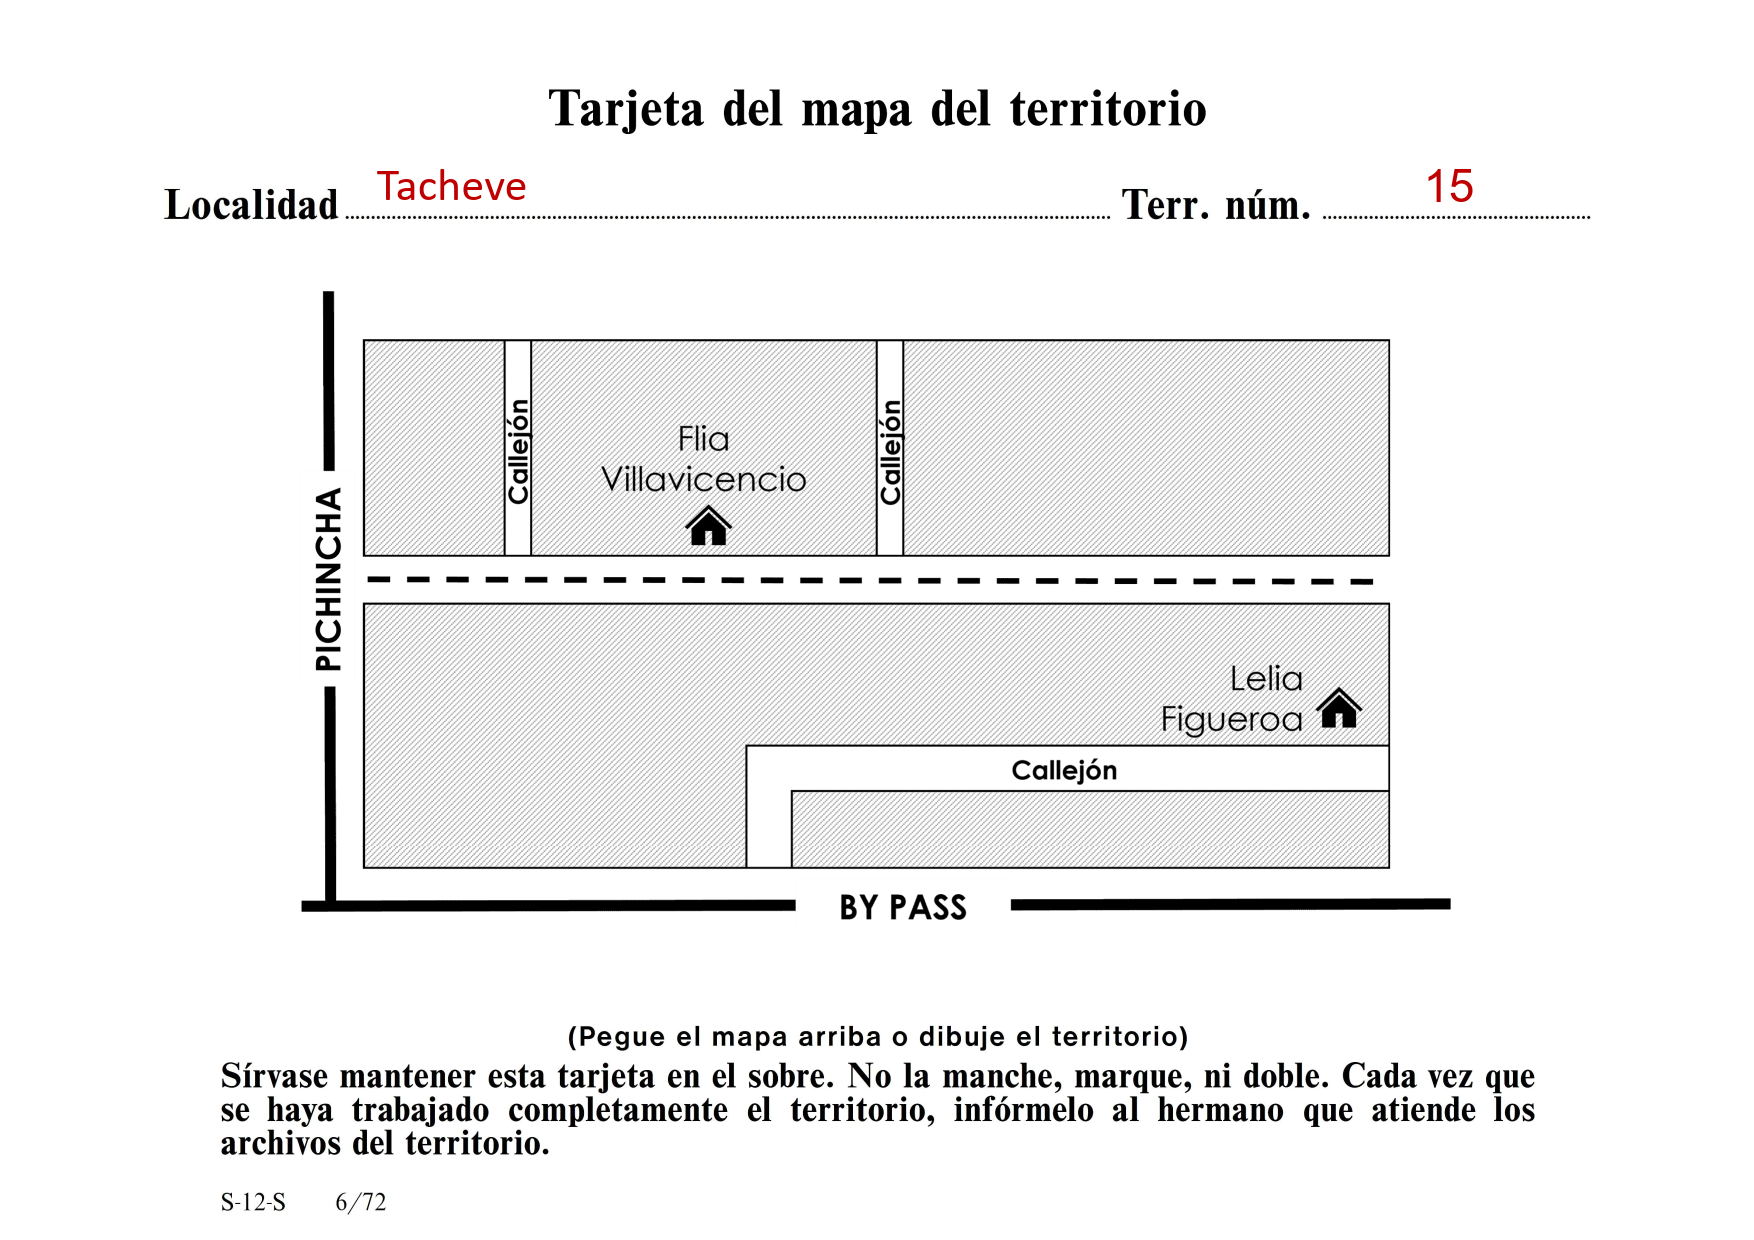 Tarjeta del mapa del territorio
Localidad Tacheve Terr. núm. 15
Callejón
Flia
Villavicencio
Callejón
PICHINCHA
Lelia
Figueroa
Callejón
BY PASS
(Pegue el mapa arriba o dibuje el territorio)
Sírvase mantener esta tarjeta en el sobre. No la manche, marque, ni doble. Cada vez que
se haya trabajado completamente el territorio, infórmelo al hermano que atiende los
archivos del territorio.
S-12-S 6/72